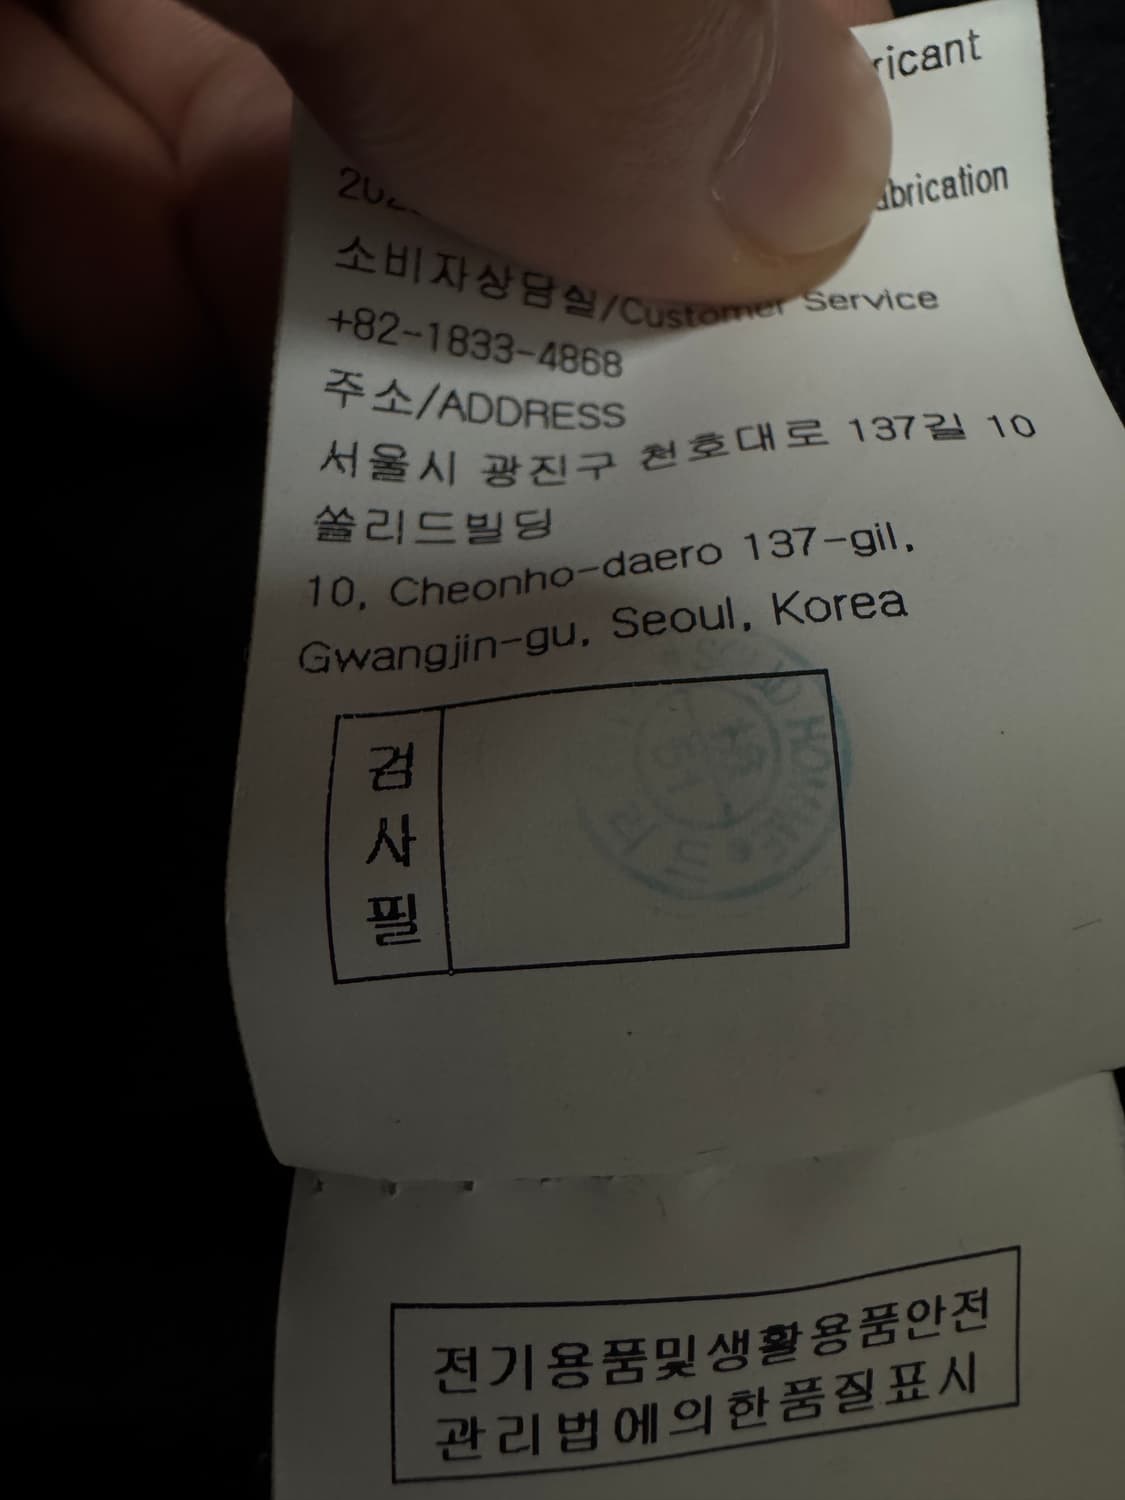 소비자상담실/Customer Service
+82-1833-4868
주소/ADDRESS
서울시 광진구 천호대로 137길 10
쏠리드빌딩
10, Cheonho-daero 137-gil,
Gwangjin-gu, Seoul, Korea
검
사
필
전기용품및생활용품안전
관리법에의한품질표시